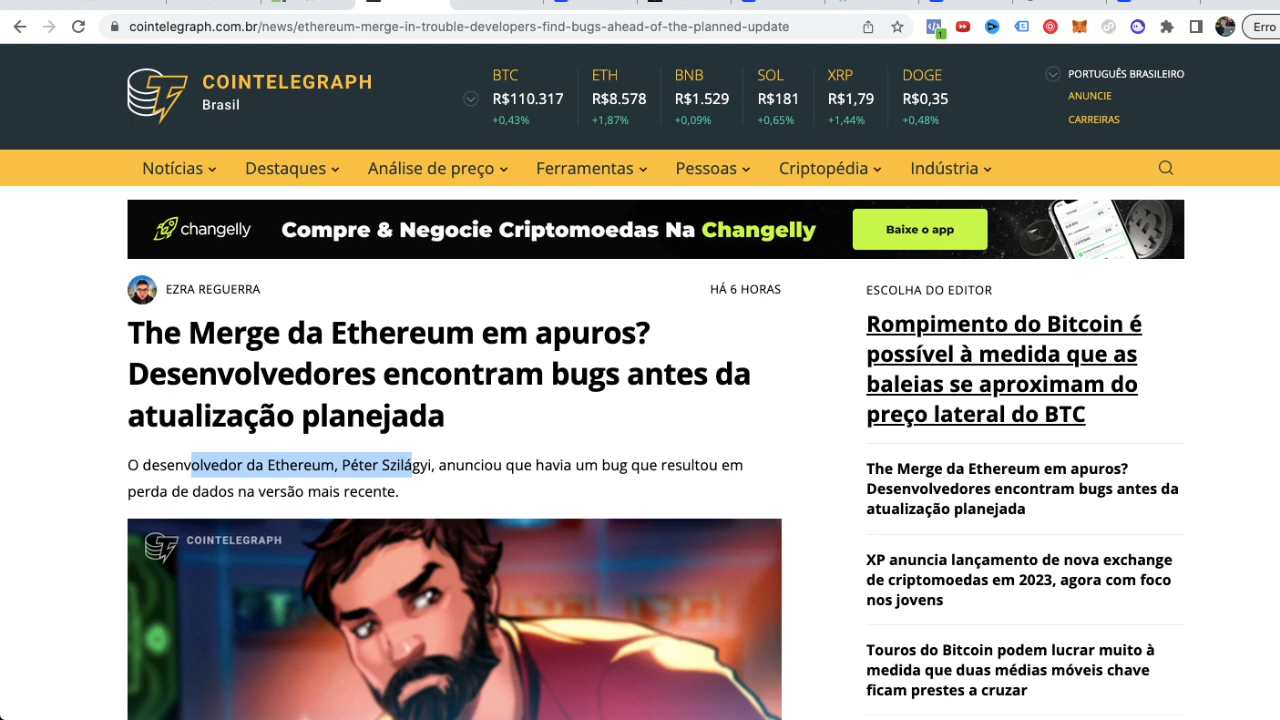 cointelegraph.com.br/news/ethereum-merge-in-trouble-developers-find-bugs-ahead-of-the-planned-update
1
Erro
COINTELEGRAPH
Brasil
BTC
R$110.317
+0,43%
ETH
R$8.578
+1,87%
BNB
R$1.529
+0,09%
SOL
R$181
+0,65%
XRP
R$1,79
+1,44%
DOGE
R$0,35
+0,48%
PORTUGUÊS BRASILEIRO
ANUNCIE
CARREIRAS
Notícias Destaques Análise de preço Ferramentas Pessoas Criptopédia Indústria
changelly Compre & Negocie Criptomoedas Na Changelly Baixe o app
EZRA REGUERRA HÁ 6 HORAS
The Merge da Ethereum em apuros?
Desenvolvedores encontram bugs antes da
atualização planejada
O desenvolvedor da Ethereum, Péter Szilágyi, anunciou que havia um bug que resultou em
perda de dados na versão mais recente.
COINTELEGRAPH
ESCOLHA DO EDITOR
Rompimento do Bitcoin é
possível à medida que as
baleias se aproximam do
preço lateral do BTC
The Merge da Ethereum em apuros?
Desenvolvedores encontram bugs antes da
atualização planejada
XP anuncia lançamento de nova exchange
de criptomoedas em 2023, agora com foco
nos jovens
Touros do Bitcoin podem lucrar muito à
medida que duas médias móveis chave
ficam prestes a cruzar